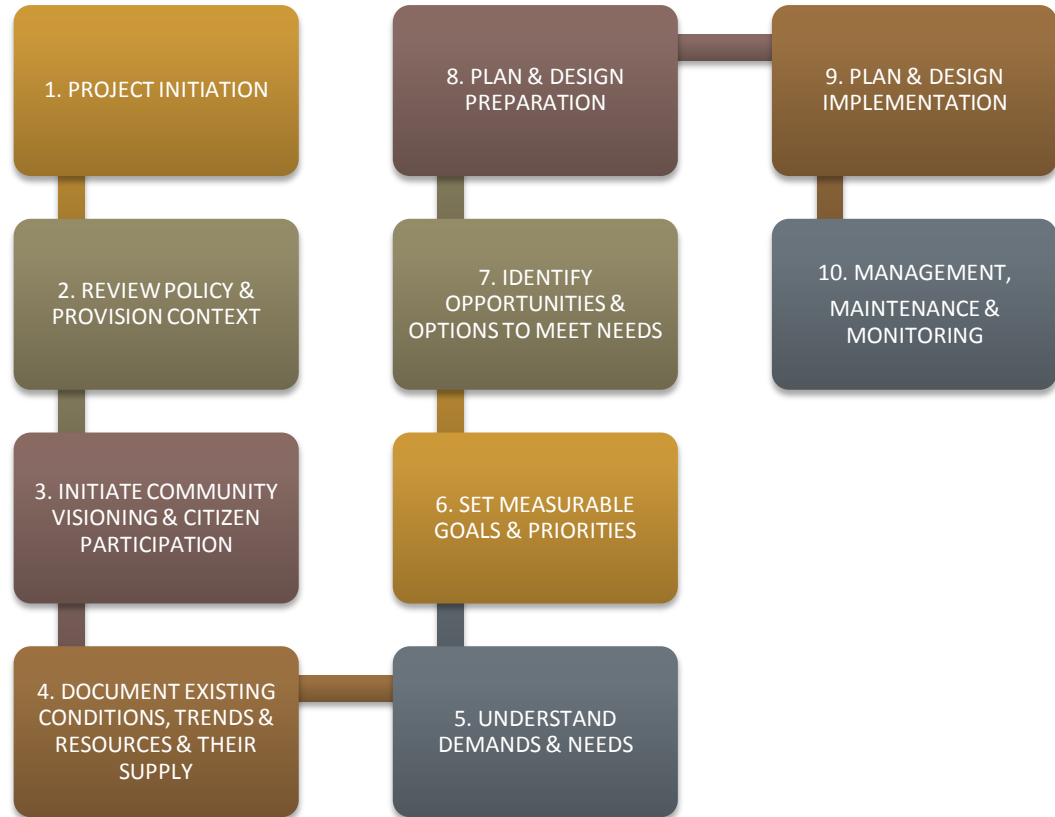 1. PROJECT INITIATION
2. REVIEW POLICY &
PROVISION CONTEXT
3. INITIATE COMMUNITY
VISIONING & CITIZEN
PARTICIPATION
4. DOCUMENT EXISTING
CONDITIONS, TRENDS &
RESOURCES & THEIR
SUPPLY
5. UNDERSTAND
DEMANDS & NEEDS
6. SET MEASURABLE
GOALS & PRIORITIES
7. IDENTIFY
OPPORTUNITIES &
OPTIONS TO MEET NEEDS
8. PLAN & DESIGN
PREPARATION
9. PLAN & DESIGN
IMPLEMENTATION
10. MANAGEMENT,
MAINTENANCE &
MONITORING